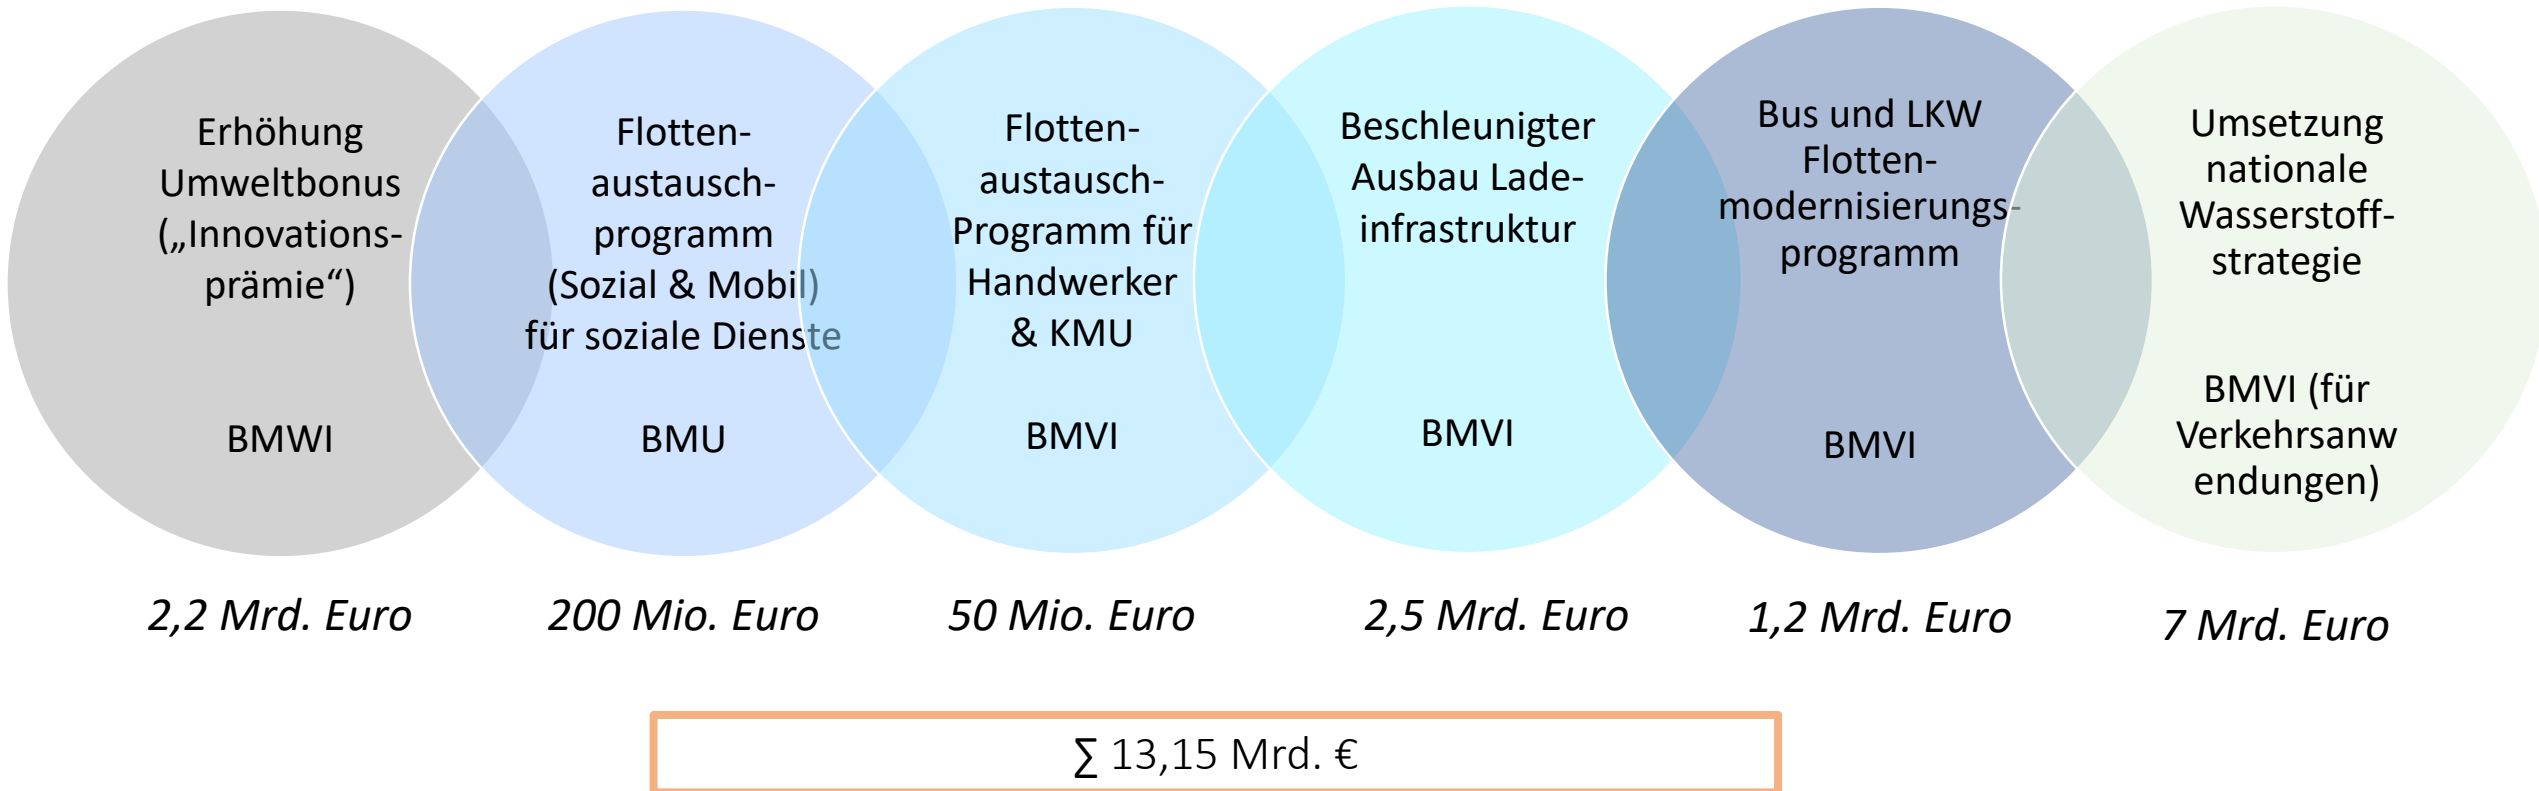 Erhöhung
Umweltbonus
(„Innovations-
prämie“)
BMWI
Flotten-
austausch-
programm
(Sozial & Mobil)
für soziale Dienste
BMU
Flotten-
austausch-
Programm für
Handwerker
& KMU
BMVI
Beschleunigter
Ausbau Lade-
infrastruktur
BMVI
Bus und LKW
Flotten-
modernisierungs-
programm
BMVI
Umsetzung
nationale
Wasserstoff-
strategie
BMVI (für
Verkehrsanw
endungen)
2,2 Mrd. Euro
200 Mio. Euro
50 Mio. Euro
2,5 Mrd. Euro
1,2 Mrd. Euro
7 Mrd. Euro
∑ 13,15 Mrd. €